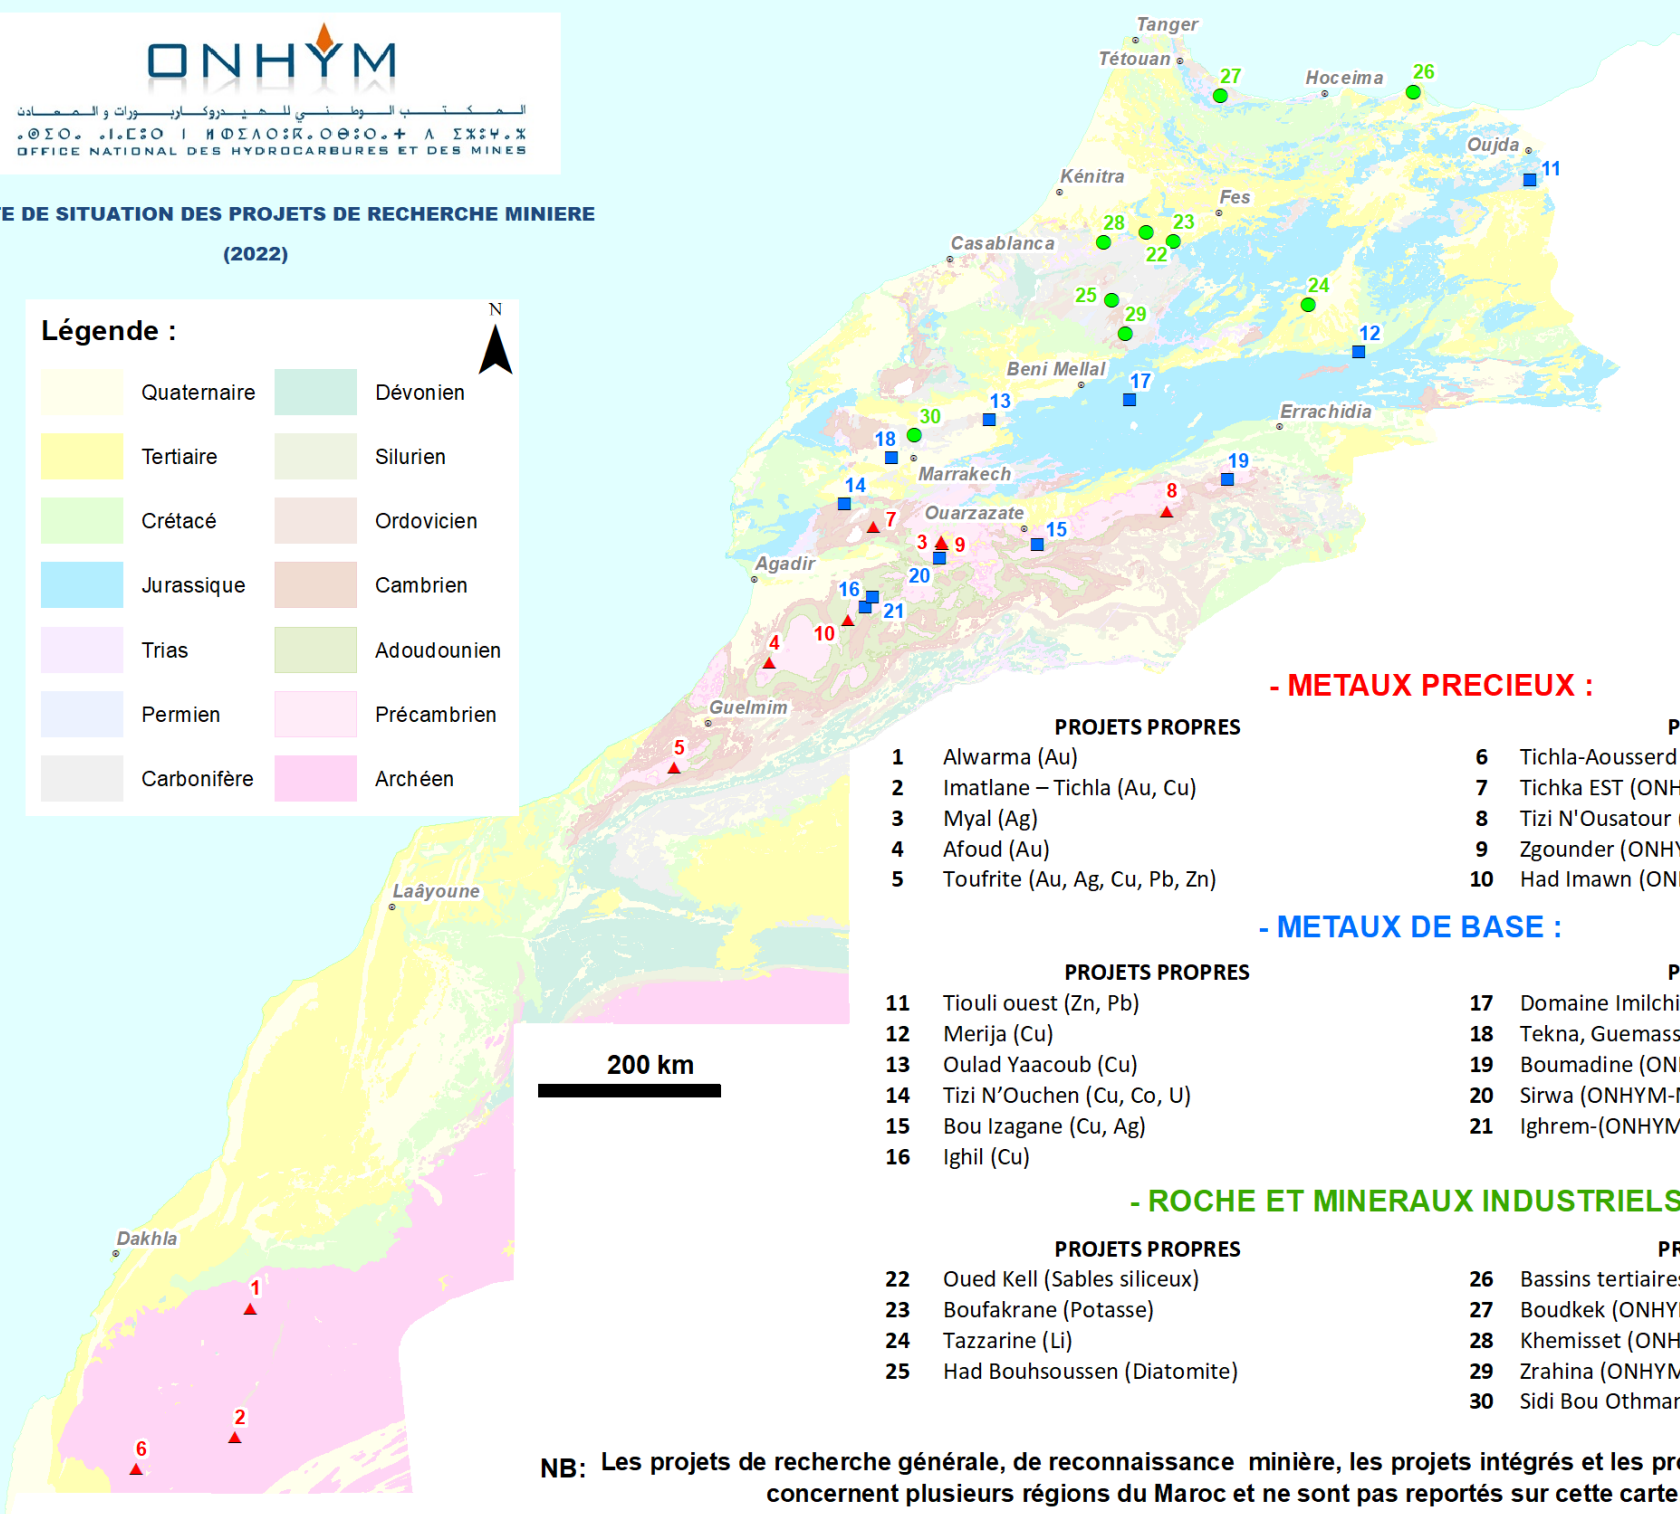 ONHYM
المكتب الوطني للهيدروكاربورات و المعادن
OFFICE NATIONAL DES HYDROCARBURES ET DES MINES
E DE SITUATION DES PROJETS DE RECHERCHE MINIERE
(2022)
Légende :
N
Quaternaire
Dévonien
Tertiaire
Silurien
Crétacé
Ordovicien
Jurassique
Cambrien
Trias
Adoudounien
Permien
Précambrien
Carbonifère
Archéen
Tanger
Tétouan
27
Hoceima
26
Oujda
11
Kénitra
Fes
28
23
22
Casablanca
25
24
29
12
Beni Mellal
17
13
Errachidia
30
18
Marrakech
19
14
8
7
Ouarzazate
15
3
9
Agadir
20
16
21
10
4
Guelmim
5
Laâyoune
Dakhla
1
2
6
200 km
- METAUX PRECIEUX :
PROJETS PROPRES
P
1 Alwarma (Au)
6 Tichla-Aousserd
2 Imatlane – Tichla (Au, Cu)
7 Tichka EST (ONH
3 Myal (Ag)
8 Tizi N'Ousatour (
4 Afoud (Au)
9 Zgounder (ONHY
5 Toufrite (Au, Ag, Cu, Pb, Zn)
10 Had Imawn (ONH
- METAUX DE BASE :
PROJETS PROPRES
P
11 Tiouli ouest (Zn, Pb)
17 Domaine Imilchi
12 Merija (Cu)
18 Tekna, Guemass
13 Oulad Yaacoub (Cu)
19 Boumadine (ONH
14 Tizi N’Ouchen (Cu, Co, U)
20 Sirwa (ONHYM-
15 Bou Izagane (Cu, Ag)
21 Ighrem-(ONHYM
16 Ighil (Cu)
- ROCHE ET MINERAUX INDUSTRIELS
PROJETS PROPRES
PR
22 Oued Kell (Sables siliceux)
26 Bassins tertiaires
23 Boufakrane (Potasse)
27 Boudkek (ONHY
24 Tazzarine (Li)
28 Khemisset (ONH
25 Had Bouhsoussen (Diatomite)
29 Zrahina (ONHYM
30 Sidi Bou Othman
NB: Les projets de recherche générale, de reconnaissance minière, les projets intégrés et les pro
concernent plusieurs régions du Maroc et ne sont pas reportés sur cette carte